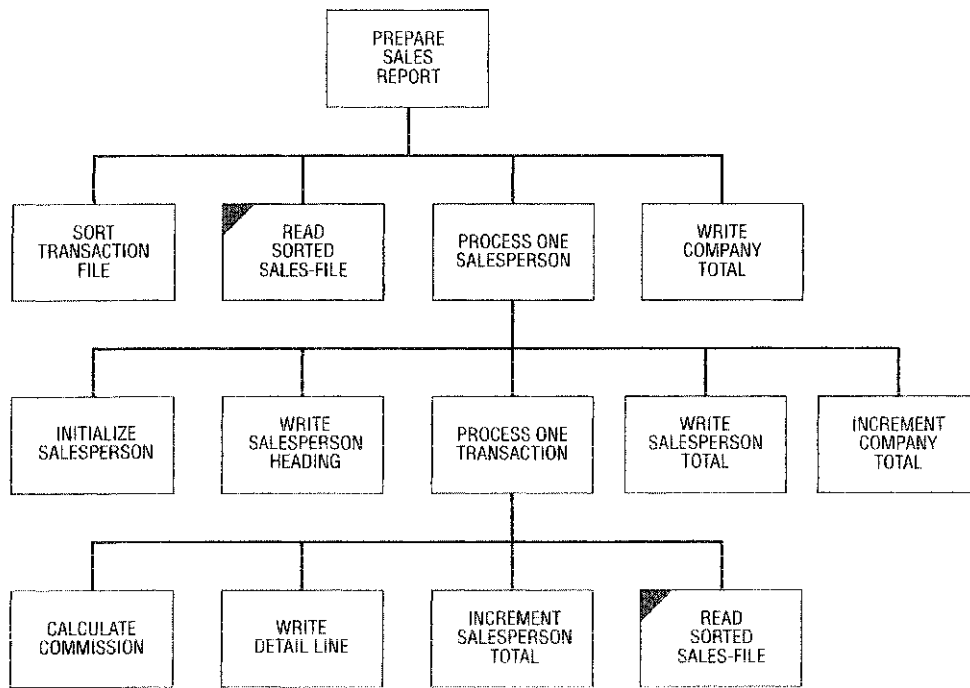 PREPARE
SALES
REPORT
SORT
TRANSACTION
FILE
READ
SORTED
SALES-FILE
PROCESS ONE
SALESPERSON
WRITE
COMPANY
TOTAL
INITIALIZE
SALESPERSON
WRITE
SALESPERSON
HEADING
PROCESS ONE
TRANSACTION
WRITE
SALESPERSON
TOTAL
INCREMENT
COMPANY
TOTAL
CALCULATE
COMMISSION
WRITE
DETAIL LINE
INCREMENT
SALESPERSON
TOTAL
READ
SORTED
SALES-FILE